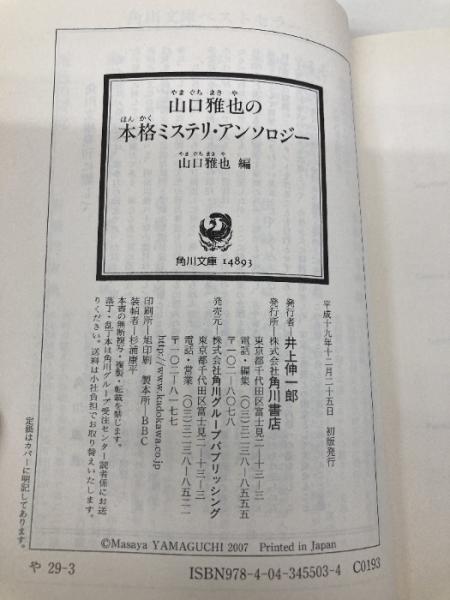 やま ぐち まさ や
山口雅也の
ほん かく
本格ミステリ・アンソロジー
やま ぐち まさ や
山口雅也 編
角川文庫 14893
平成十九年十二月二十五日 初版発行
発行者―井上伸一郎
発行所―株式会社角川書店
東京都千代田区富士見二―十三―三
電話・編集 (〇三)三二三八―八五五五
〒一〇二―八〇七八
発売元―株式会社角川グループパブリッシング
東京都千代田区富士見二―十三―三
電話・営業 (〇三)三二三八―八五二一
〒一〇二―八一七七
http://www.kadokawa.co.jp
印刷所―旭印刷 製本所―BBC
装幀者―杉浦康平
本書の無断複写・複製・転載を禁じます。
落丁・乱丁本は角川グループ受注センター読者係にお送
りください。送料は小社負担でお取り替えいたします。
定価はカバーに明記してあります。
©Masaya YAMAGUCHI 2007 Printed in Japan
や 29-3
ISBN978-4-04-345503-4 C0193